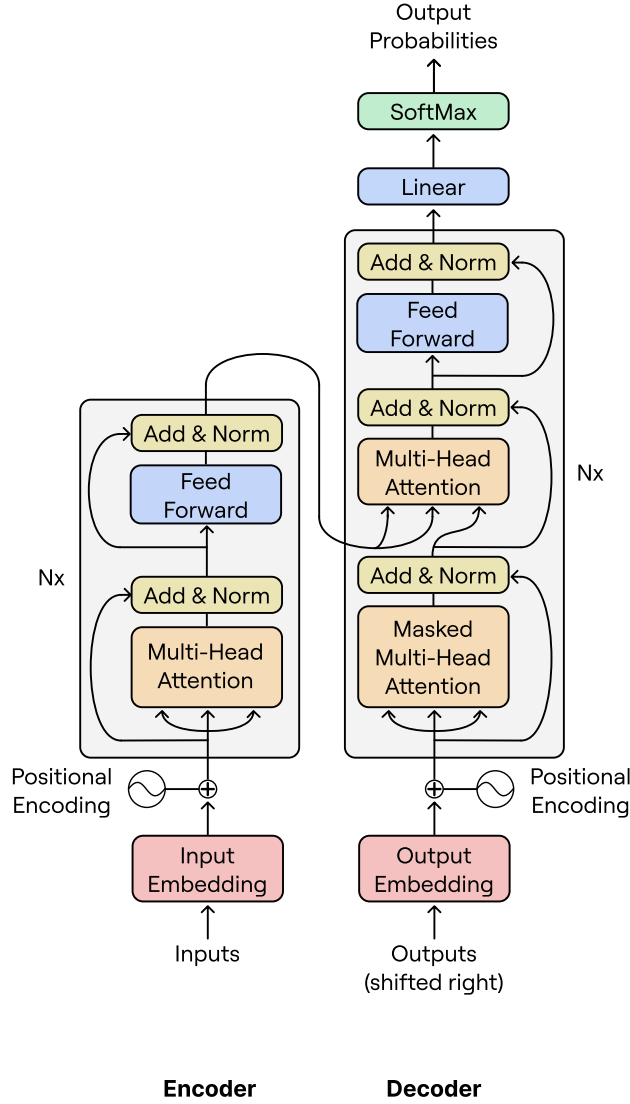 Output
Probabilities
SoftMax
Linear
Add & Norm
Feed
Forward
Add & Norm
Multi-Head
Attention
Nx
Add & Norm
Masked
Multi-Head
Attention
Positional
Encoding
Output
Embedding
Outputs
(shifted right)
Add & Norm
Feed
Forward
Nx
Add & Norm
Multi-Head
Attention
Positional
Encoding
Input
Embedding
Inputs
Encoder
Decoder